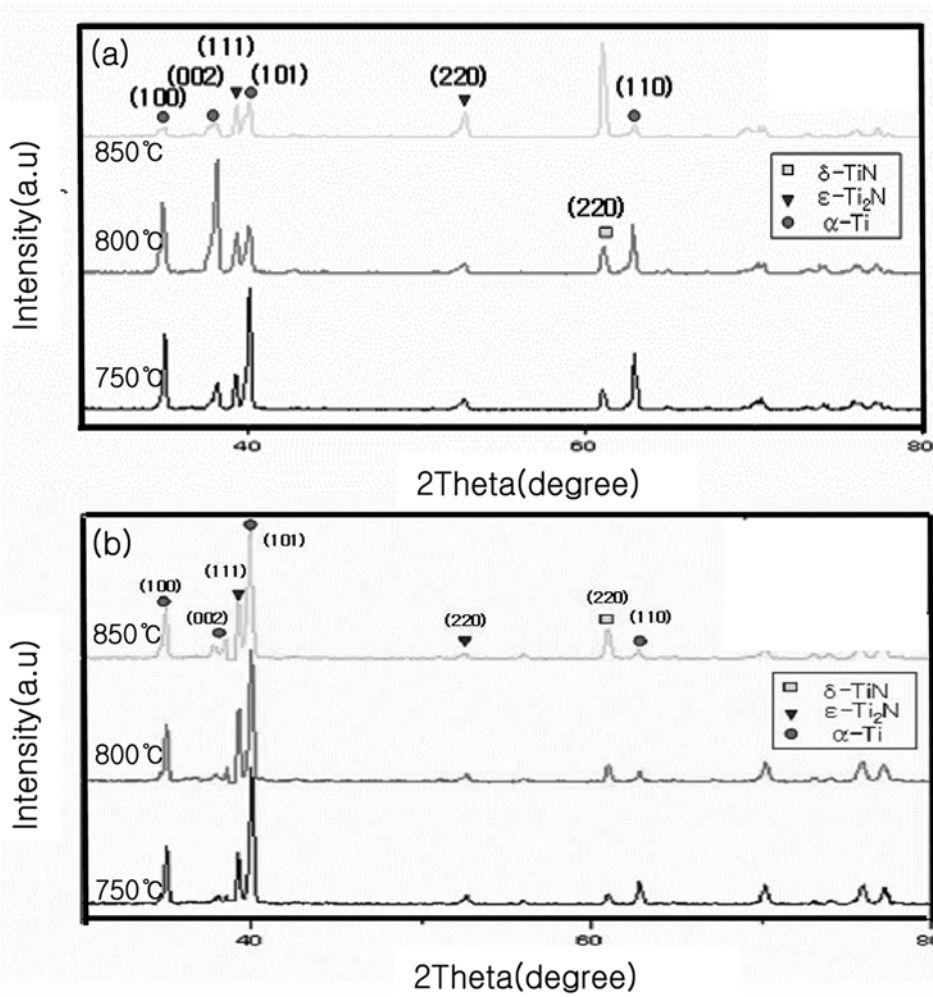 (a)
(111)
(002)
(101)
(100)
(220)
(110)
850℃
δ-TiN
ε-Ti₂N
α-Ti
(220)
800℃
750℃
Intensity(a.u)
40
60
80
2Theta(degree)
(b)
(101)
(100)
(111)
(002)
(220)
(220)
(110)
850℃
δ-TiN
ε-Ti₂N
α-Ti
800℃
750℃
Intensity(a.u)
40
60
80
2Theta(degree)